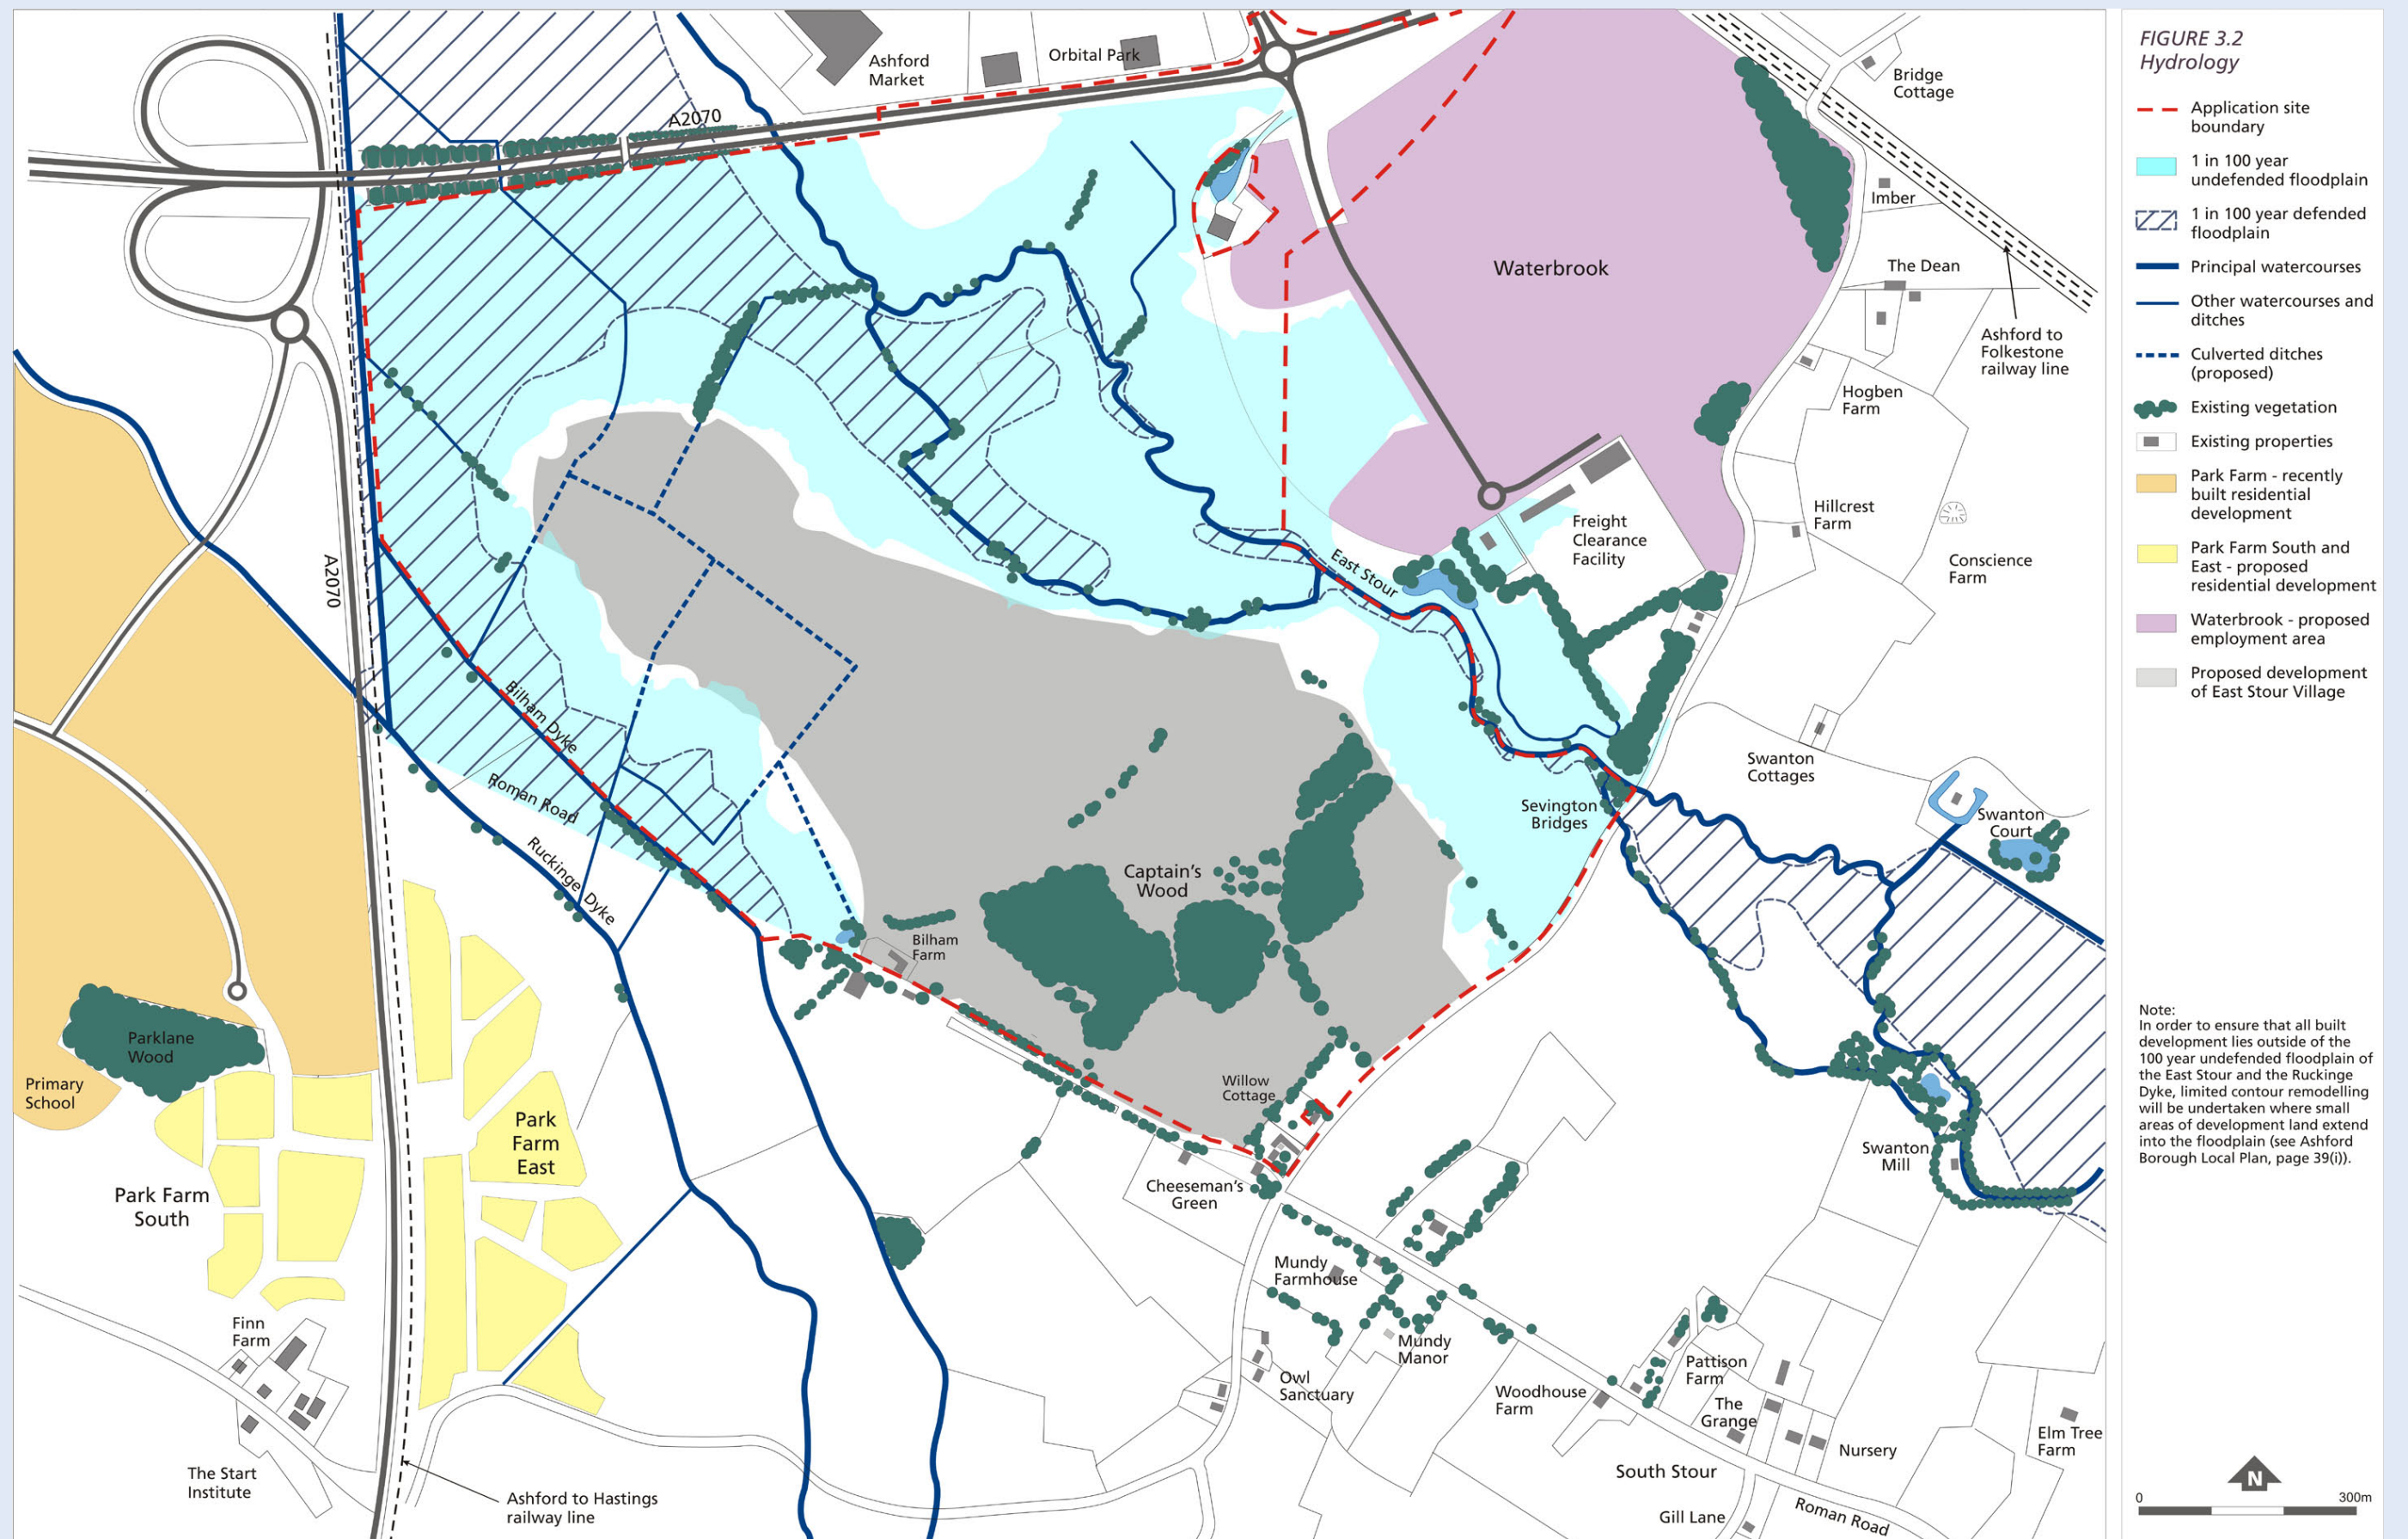 FIGURE 3.2
Hydrology
Application site
boundary
1 in 100 year
undefended floodplain
1 in 100 year defended
floodplain
Principal watercourses
Other watercourses and
ditches
Culverted ditches
(proposed)
Existing vegetation
Existing properties
Park Farm - recently
built residential
development
Park Farm South and
East - proposed
residential development
Waterbrook - proposed
employment area
Proposed development
of East Stour Village
Note:
In order to ensure that all built
development lies outside of the
100 year undefended floodplain of
the East Stour and the Ruckinge
Dyke, limited contour remodelling
will be undertaken where small
areas of development land extend
into the floodplain (see Ashford
Borough Local Plan, page 39(i)).
N
0
300m
Ashford
Market
Orbital Park
A2070
Bridge
Cottage
Imber
Waterbrook
The Dean
Ashford to
Folkestone
railway line
Hogben
Farm
Hillcrest
Farm
Conscience
Farm
Freight
Clearance
Facility
East Stour
A2070
Bilham Dyke
Roman Road
Ruckinge Dyke
Swanton
Cottages
Sevington
Bridges
Swanton
Court
Captain's
Wood
Bilham
Farm
Parklane
Wood
Primary
School
Willow
Cottage
Park
Farm
East
Park Farm
South
Swanton
Mill
Cheeseman's
Green
Mundy
Farmhouse
Mundy
Manor
Finn
Farm
Owl
Sanctuary
Pattison
Farm
Woodhouse
Farm
The
Grange
Nursery
Elm Tree
Farm
South Stour
The Start
Institute
Ashford to Hastings
railway line
Gill Lane
Roman Road